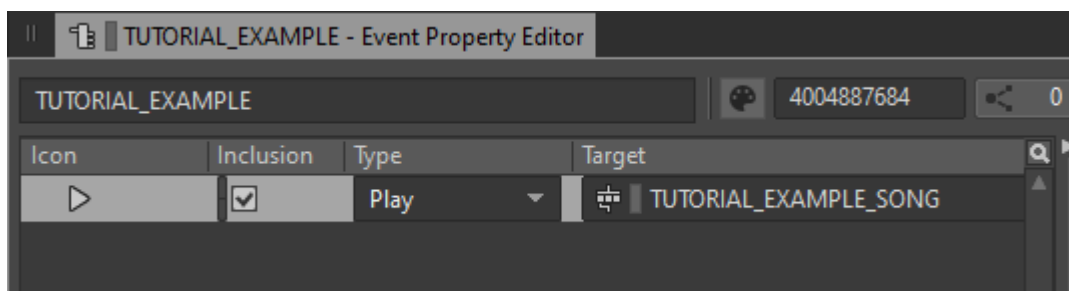 TUTORIAL_EXAMPLE - Event Property Editor
TUTORIAL_EXAMPLE 4004887684 0
Icon Inclusion Type Target
Play TUTORIAL_EXAMPLE_SONG